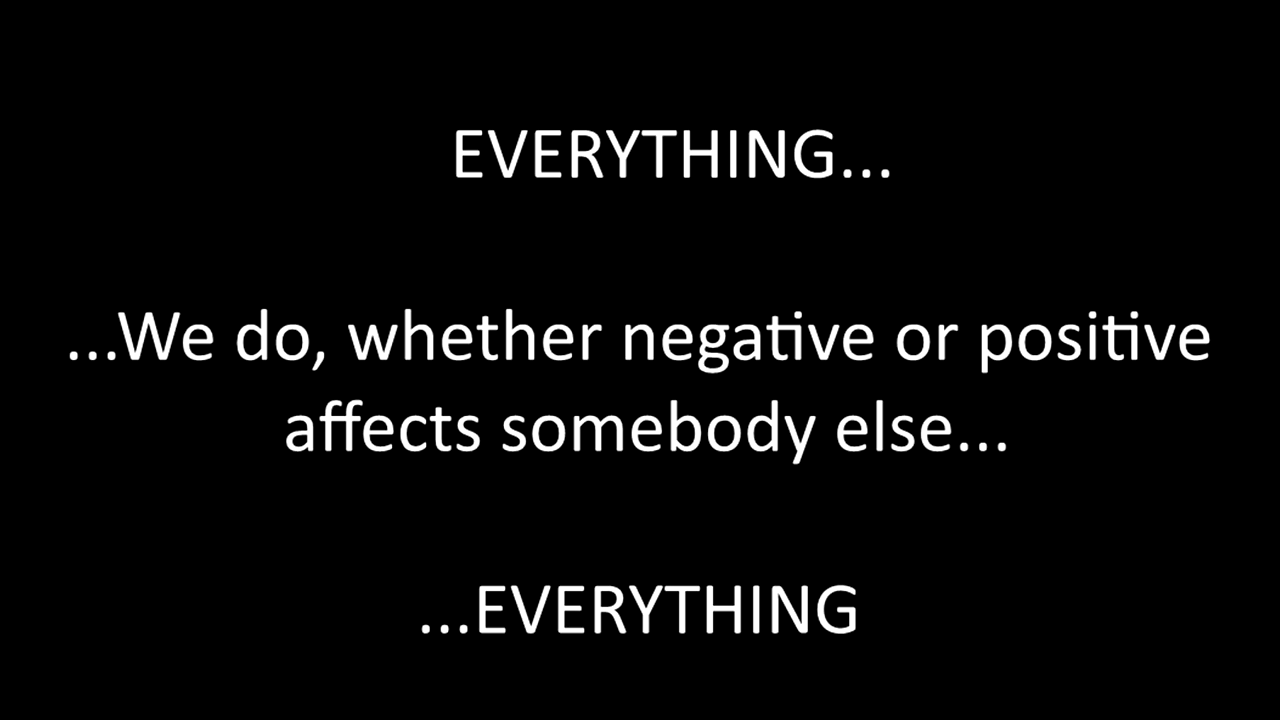 EVERYTHING...
...We do, whether negative or positive
affects somebody else...
...EVERYTHING